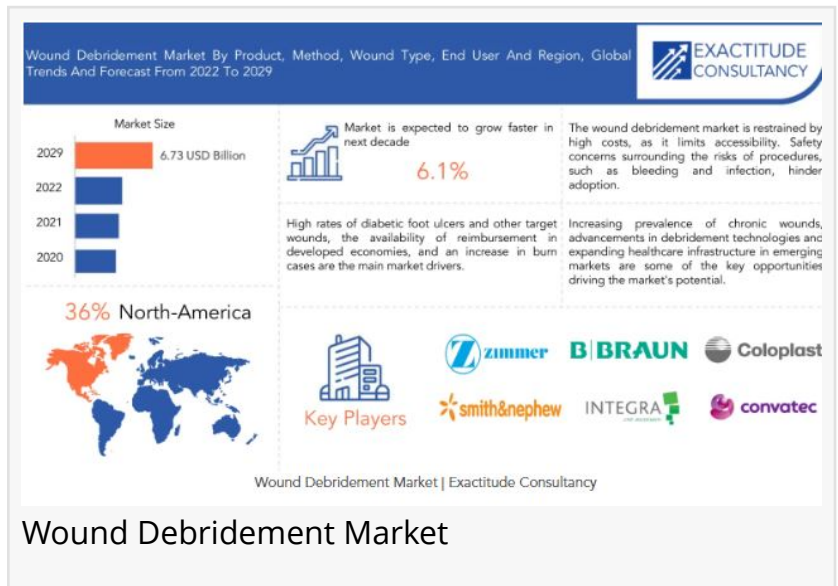 Wound Debridement Market By Product, Method, Wound Type, End User And Region, Global
Trends And Forecast From 2022 To 2029
EXACTITUDE
CONSULTANCY
Market Size
2029
6.73 USD Billion
2022
2021
2020
Market is expected to grow faster in
next decade
6.1%
The wound debridement market is restrained by
high costs, as it limits accessibility. Safety
concerns surrounding the risks of procedures,
such as bleeding and infection, hinder
adoption.
High rates of diabetic foot ulcers and other target
wounds, the availability of reimbursement in
developed economies, and an increase in burn
cases are the main market drivers.
Increasing prevalence of chronic wounds,
advancements in debridement technologies and
expanding healthcare infrastructure in emerging
markets are some of the key opportunities
driving the market's potential.
36% North-America
Key Players
Z zimmer
B|BRAUN
Coloplast
smith&nephew
INTEGRA
convatec
Wound Debridement Market | Exactitude Consultancy
Wound Debridement Market